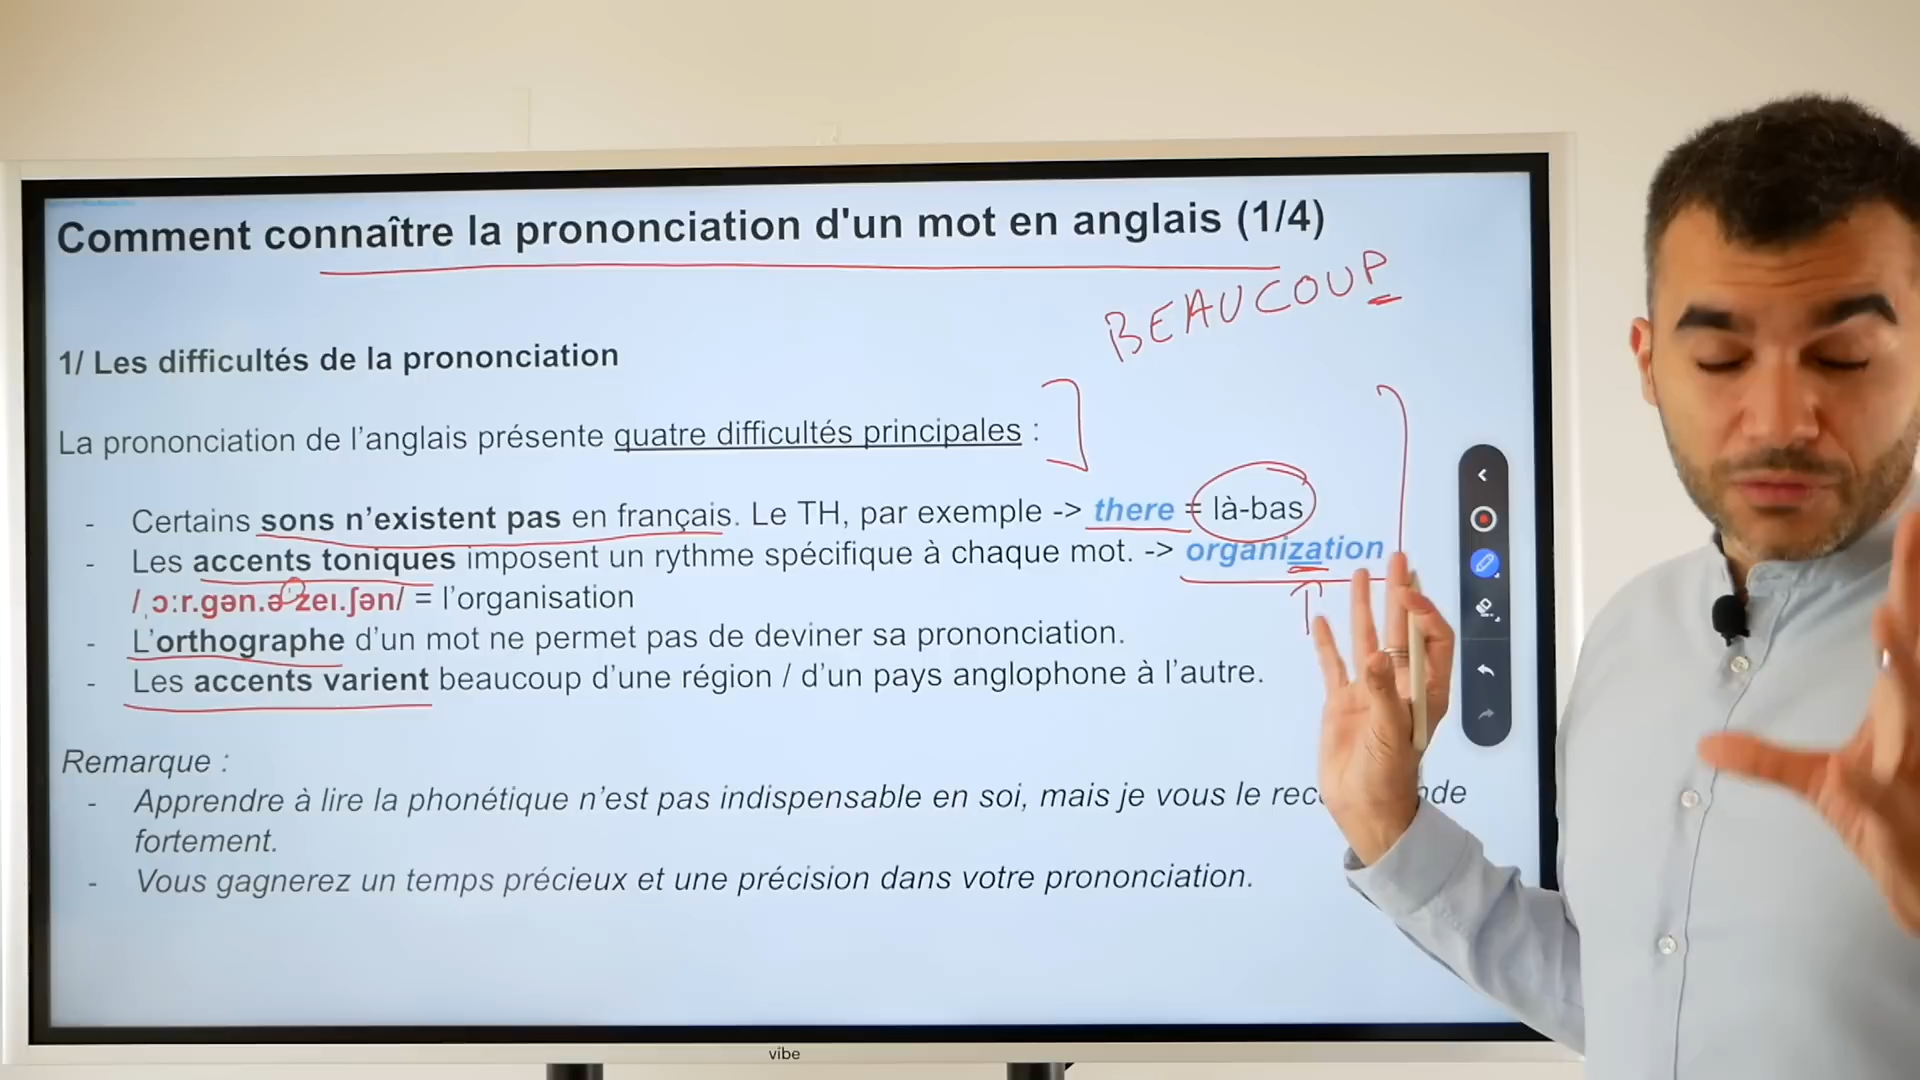 Comment connaître la prononciation d'un mot en anglais (1/4)
BEAUCOUP
1/ Les difficultés de la prononciation
La prononciation de l’anglais présente quatre difficultés principales :
- Certains sons n’existent pas en français. Le TH, par exemple -> there = là-bas
- Les accents toniques imposent un rythme spécifique à chaque mot. -> organization
/ˌɔːr.gən.əˈzeɪ.ʃən/ = l’organisation
- L’orthographe d’un mot ne permet pas de deviner sa prononciation.
- Les accents varient beaucoup d’une région / d’un pays anglophone à l’autre.
Remarque :
- Apprendre à lire la phonétique n’est pas indispensable en soi, mais je vous le
fortement.
- Vous gagnerez un temps précieux et une précision dans votre prononciation.
vibe